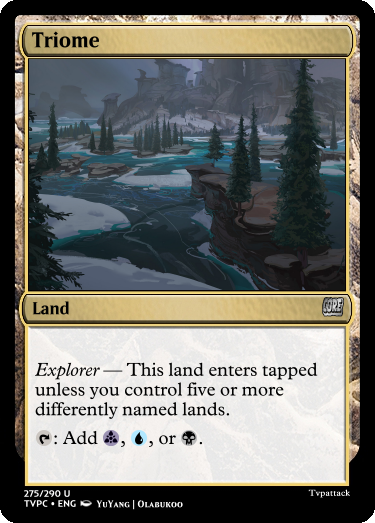 Triome
Land
CORE
Explorer — This land enters tapped
unless you control five or more
differently named lands.
: Add , , or .
275/290 U
Tvpattack
TVPC • ENG YuYang | Olabukoo